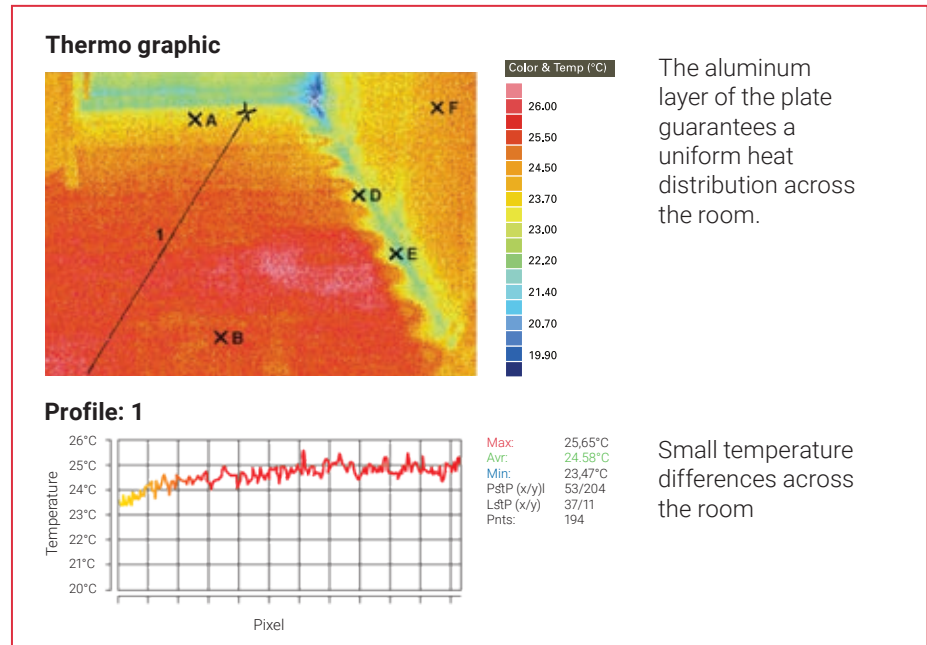 Thermo graphic
A
F
D
1
E
B
Color & Temp (°C)
26.00
25.50
24.50
23.70
23.00
22.20
21.40
20.70
19.90
The aluminum
layer of the plate
guarantees a
uniform heat
distribution across
the room.
Profile: 1
Temperature
26°C
25°C
24°C
23°C
22°C
21°C
20°C
Pixel
Max: 25,65°C
Avr: 24.58°C
Min: 23,47°C
PstP (x/y)l 53/204
LstP (x/y) 37/11
Pnts: 194
Small temperature
differences across
the room